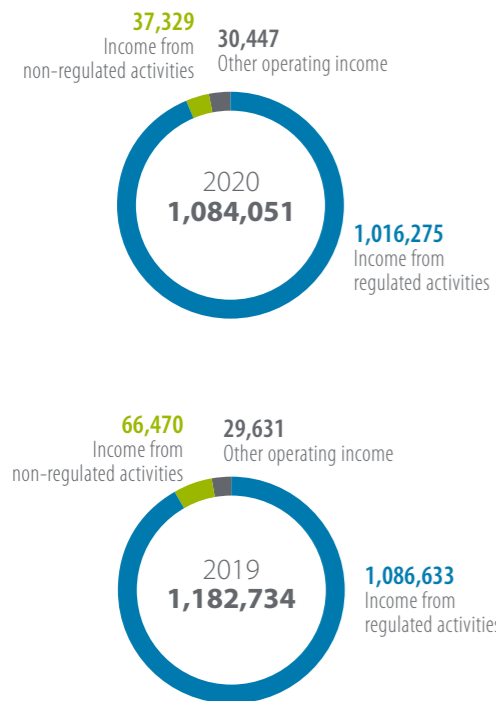 37,329
Income from
non-regulated activities
30,447
Other operating income
2020
1,084,051
1,016,275
Income from
regulated activities
66,470
Income from
non-regulated activities
29,631
Other operating income
2019
1,182,734
1,086,633
Income from
regulated activities